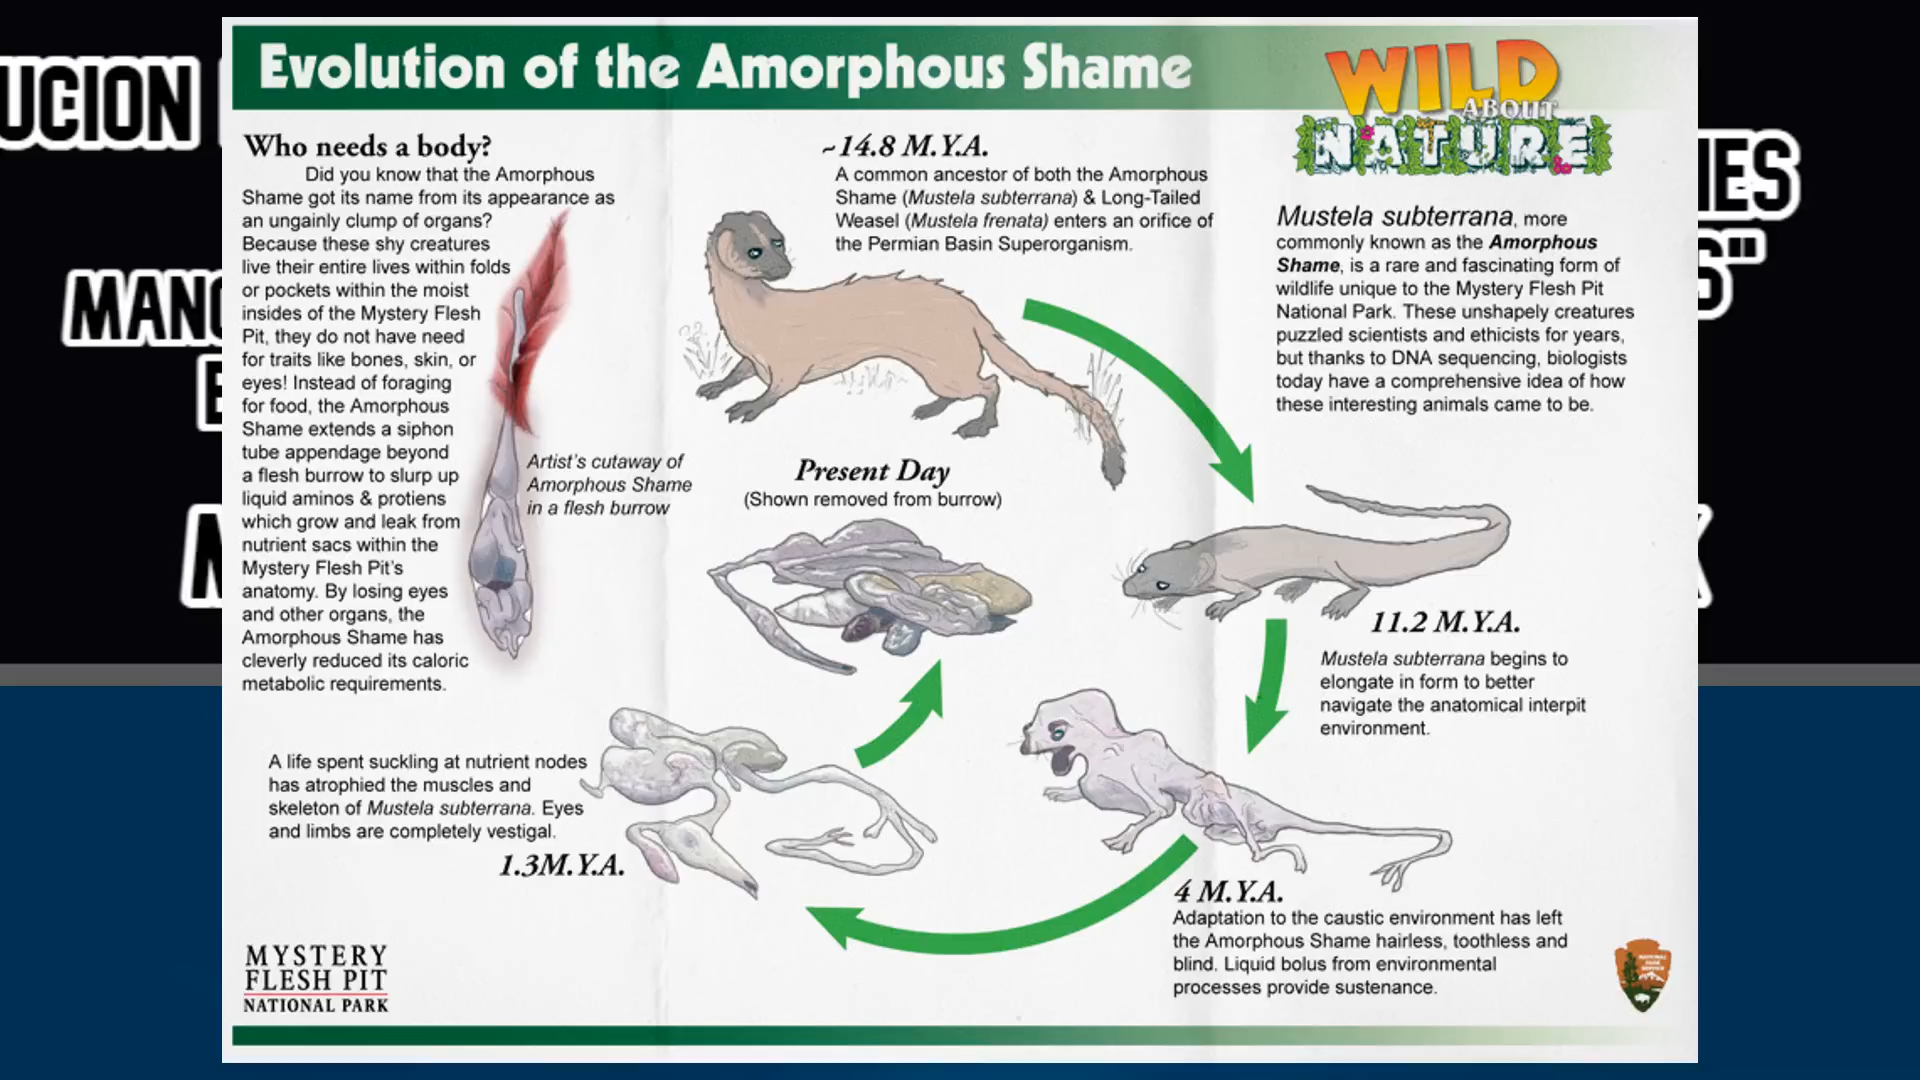 Evolution of the Amorphous Shame
WILD
ABOUT
NATURE
Who needs a body?
Did you know that the Amorphous
Shame got its name from its appearance as
an ungainly clump of organs?
Because these shy creatures
live their entire lives within folds
or pockets within the moist
insides of the Mystery Flesh
Pit, they do not have need
for traits like bones, skin, or
eyes! Instead of foraging
for food, the Amorphous
Shame extends a siphon
tube appendage beyond
a flesh burrow to slurp up
liquid aminos & protiens
which grow and leak from
nutrient sacs within the
Mystery Flesh Pit's
anatomy. By losing eyes
and other organs, the
Amorphous Shame has
cleverly reduced its caloric
metabolic requirements.
Artist's cutaway of
Amorphous Shame
in a flesh burrow
~14.8 M.Y.A.
A common ancestor of both the Amorphous
Shame (Mustela subterrana) & Long-Tailed
Weasel (Mustela frenata) enters an orifice of
the Permian Basin Superorganism.
Mustela subterrana, more
commonly known as the Amorphous
Shame, is a rare and fascinating form of
wildlife unique to the Mystery Flesh Pit
National Park. These unshapely creatures
puzzled scientists and ethicists for years,
but thanks to DNA sequencing, biologists
today have a comprehensive idea of how
these interesting animals came to be.
Present Day
(Shown removed from burrow)
11.2 M.Y.A.
Mustela subterrana begins to
elongate in form to better
navigate the anatomical interpit
environment.
4 M.Y.A.
Adaptation to the caustic environment has left
the Amorphous Shame hairless, toothless and
blind. Liquid bolus from environmental
processes provide sustenance.
A life spent suckling at nutrient nodes
has atrophied the muscles and
skeleton of Mustela subterrana. Eyes
and limbs are completely vestigal.
1.3M.Y.A.
MYSTERY
FLESH PIT
NATIONAL PARK
NATIONAL
PARK
SERVICE
UCION
MANO